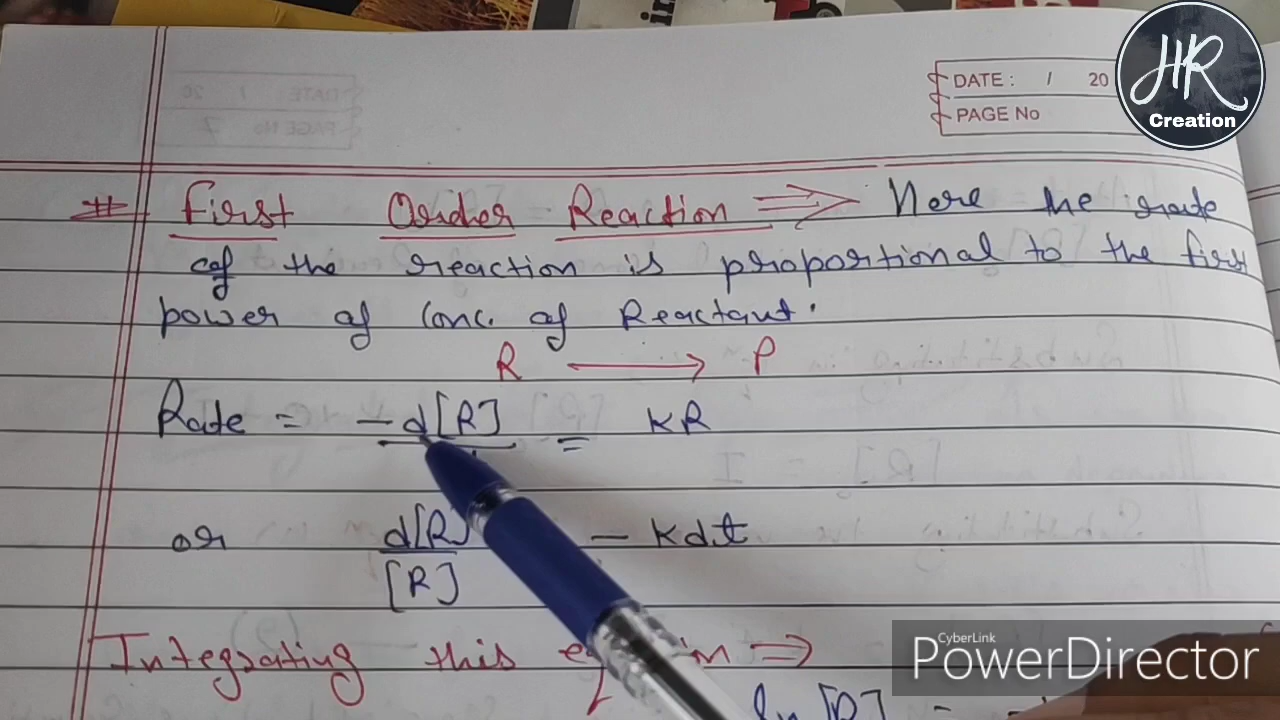 HR
Creation
DATE : / 20
PAGE No
# First Order Reaction ⟹ Here the rate
of the reaction is proportional to the first
power of Conc. of Reactant.
R ⟶ P
Rate = -d[R] = KR
or d[R] - Kdt
[R]
Integrating this ⟹
CyberLink
PowerDirector
ln [R] = -